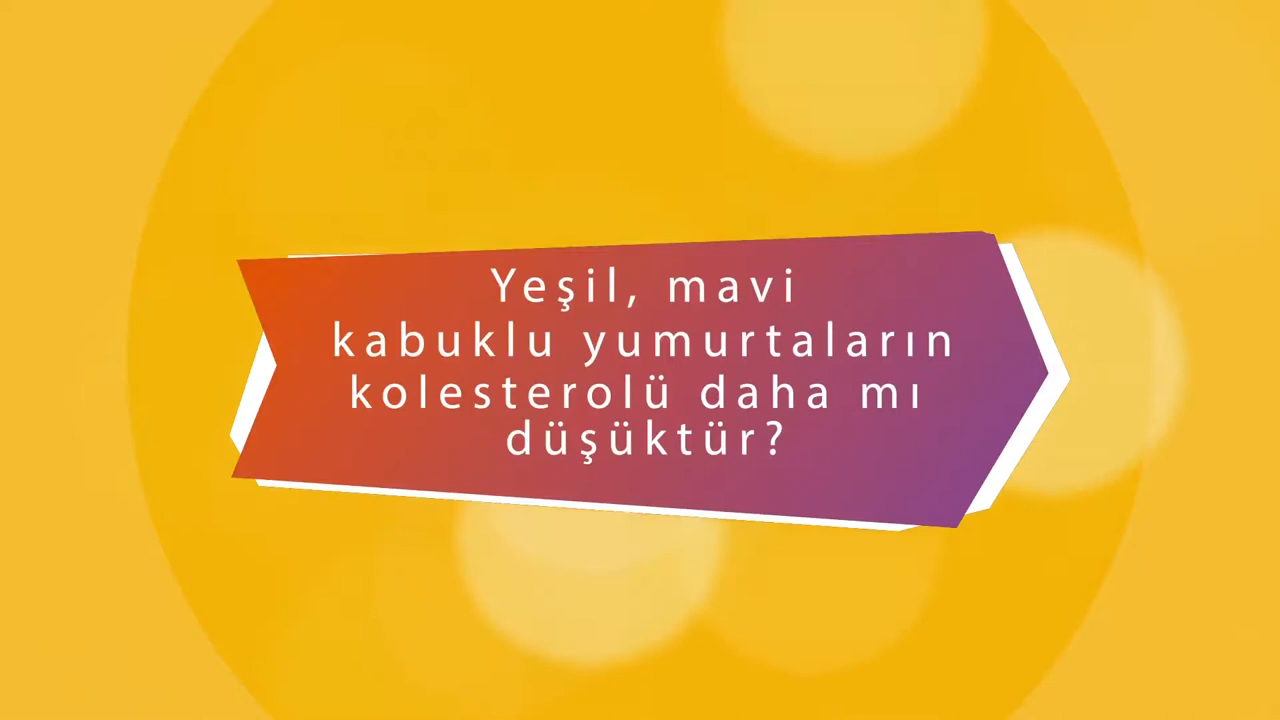 Yeşil, mavi
kabuklu yumurtaların
kolesterolü daha mı
düşüktür?